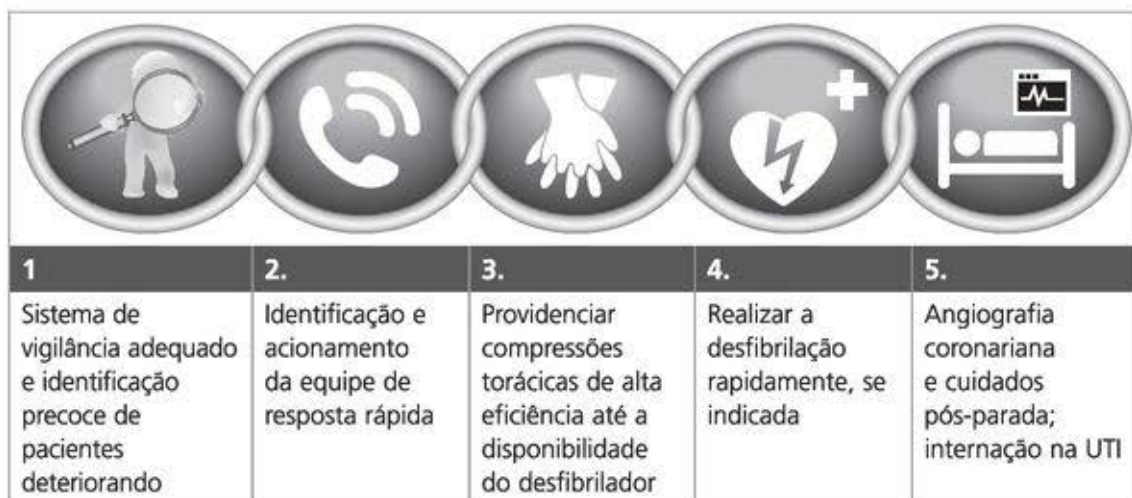 1
Sistema de
vigilância adequado
e identificação
precoce de
pacientes
deteriorando
2.
Identificação e
acionamento
da equipe de
resposta rápida
3.
Providenciar
compressões
torácicas de alta
eficiência até a
disponibilidade
do desfibrilador
4.
Realizar a
desfibrilação
rapidamente, se
indicada
5.
Angiografia
coronariana
e cuidados
pós-parada;
internação na UTI